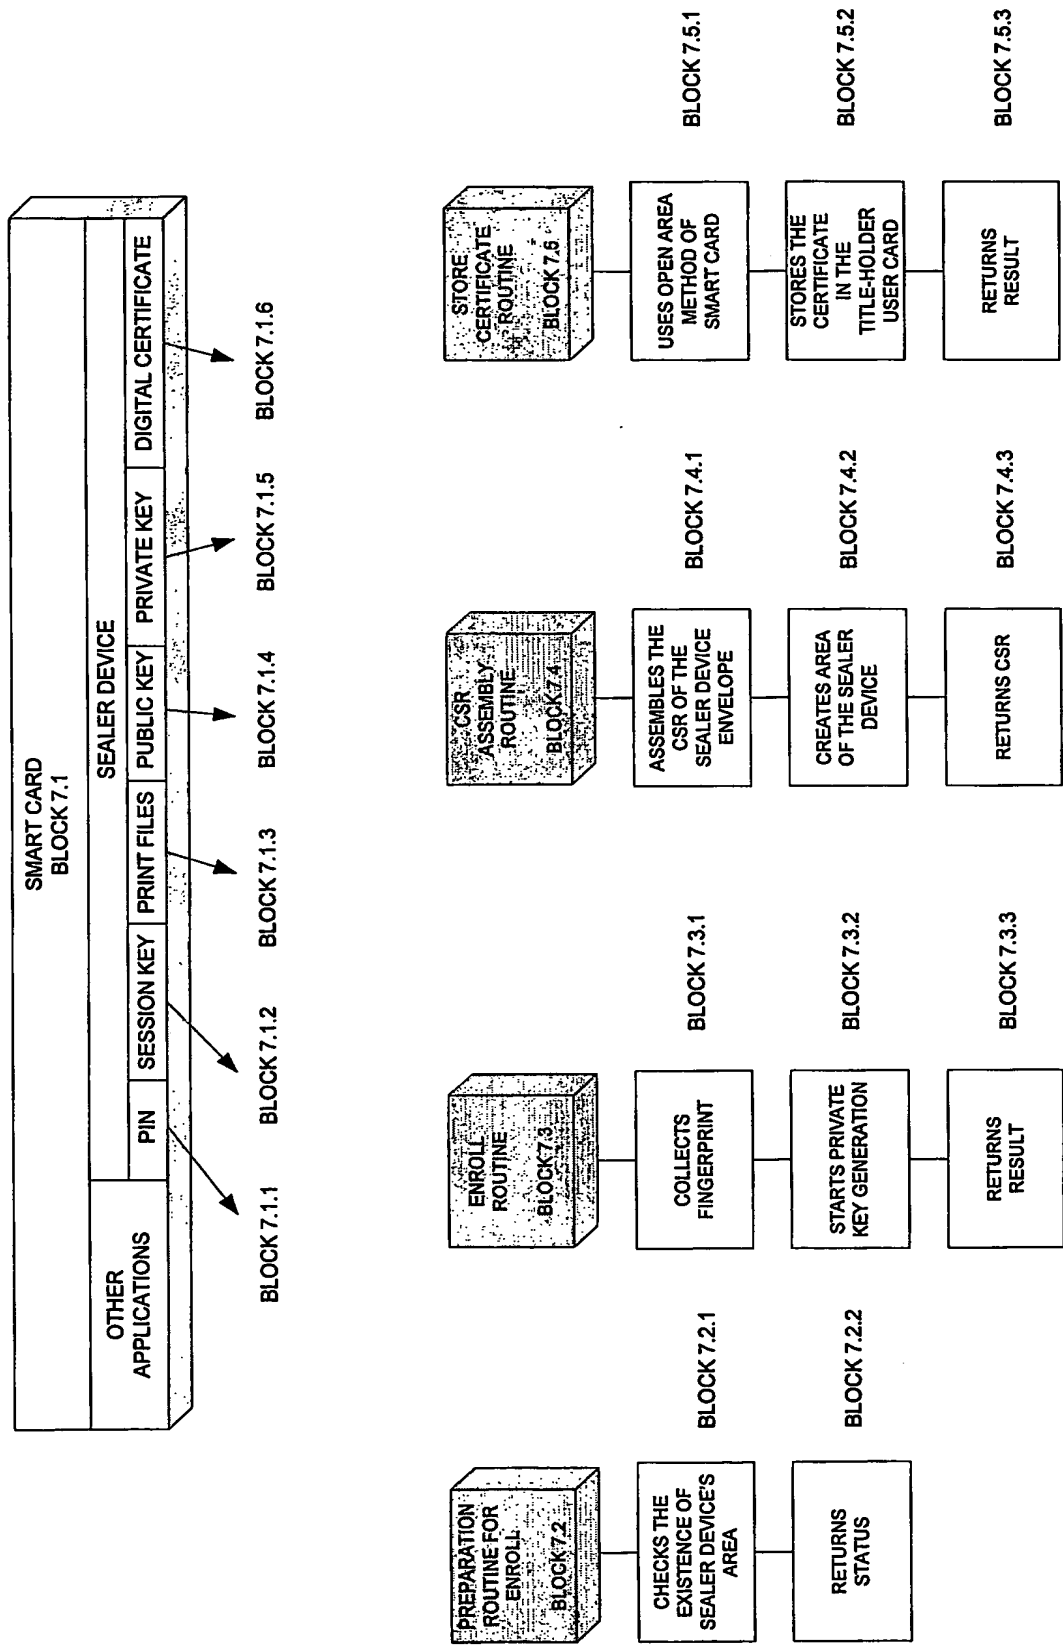 SMART CARD
BLOCK 7.1
OTHER
APPLICATIONS
SEALER DEVICE
PIN
SESSION KEY
PRINT FILES
PUBLIC KEY
PRIVATE KEY
DIGITAL CERTIFICATE
BLOCK 7.1.1
BLOCK 7.1.2
BLOCK 7.1.3
BLOCK 7.1.4
BLOCK 7.1.5
BLOCK 7.1.6
PREPARATION
ROUTINE FOR
ENROLL
BLOCK 7.2
CHECKS THE
EXISTENCE OF
SEALER DEVICE'S
AREA
BLOCK 7.2.1
RETURNS
STATUS
BLOCK 7.2.2
ENROLL
ROUTINE
BLOCK 7.3
COLLECTS
FINGERPRINT
BLOCK 7.3.1
STARTS PRIVATE
KEY GENERATION
BLOCK 7.3.2
RETURNS
RESULT
BLOCK 7.3.3
CSR
ASSEMBLY
ROUTINE
BLOCK 7.4
ASSEMBLES THE
CSR OF THE
SEALER DEVICE
ENVELOPE
BLOCK 7.4.1
CREATES AREA
OF THE SEALER
DEVICE
BLOCK 7.4.2
RETURNS CSR
BLOCK 7.4.3
STORE
CERTIFICATE
ROUTINE
BLOCK 7.5
USES OPEN AREA
METHOD OF
SMART CARD
BLOCK 7.5.1
STORES THE
CERTIFICATE
IN THE
TITLE-HOLDER
USER CARD
BLOCK 7.5.2
RETURNS
RESULT
BLOCK 7.5.3